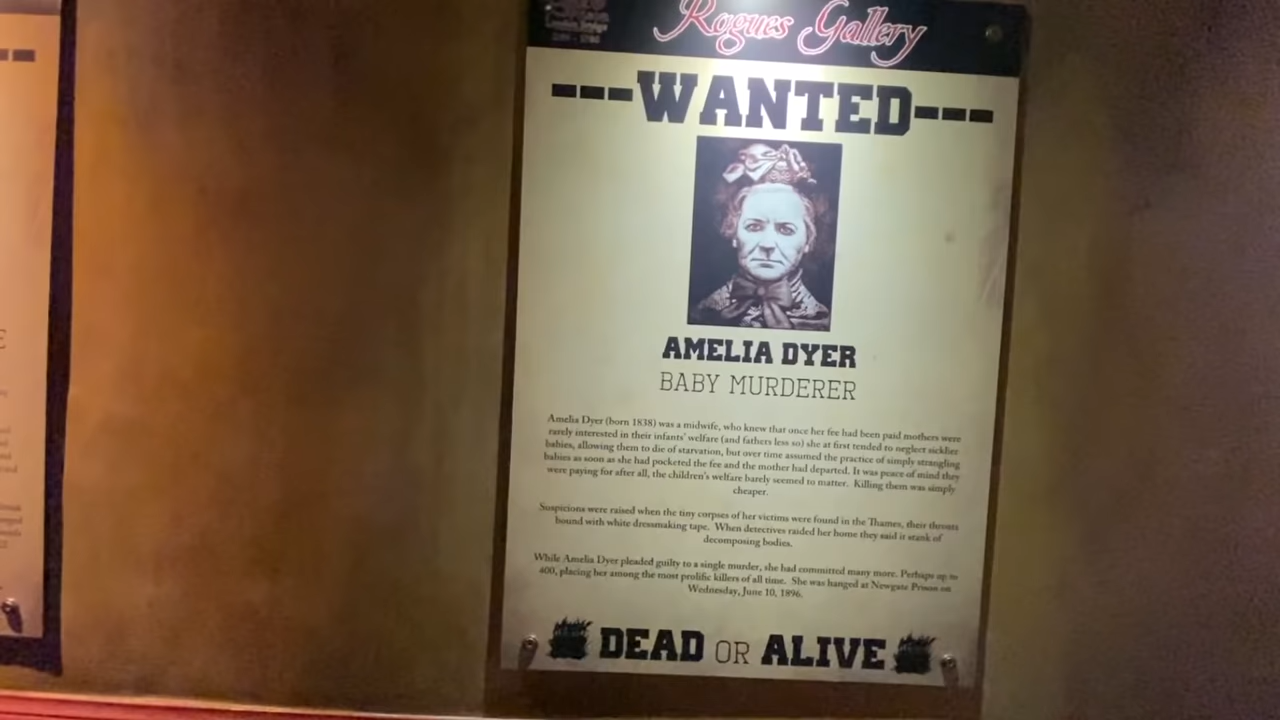 Rogues Gallery
---WANTED---
AMELIA DYER
BABY MURDERER
Amelia Dyer (born 1838) was a midwife, who knew that once her fee had been paid mothers were
rarely interested in their infants' welfare (and fathers less so) she at first tended to neglect sicklier
babies, allowing them to die of starvation, but over time assumed the practice of simply strangling
babies as soon as she had pocketed the fee and the mother had departed. It was peace of mind they
were paying for after all, the children's welfare barely seemed to matter. Killing them was simply
cheaper.
Suspicions were raised when the tiny corpses of her victims were found in the Thames, their throats
bound with white dressmaking tape. When detectives raided her home they said it stank of
decomposing bodies.
While Amelia Dyer pleaded guilty to a single murder, she had committed many more. Perhaps up to
400, placing her among the most prolific killers of all time. She was hanged at Newgate Prison on
Wednesday, June 10, 1896.
DEAD OR ALIVE